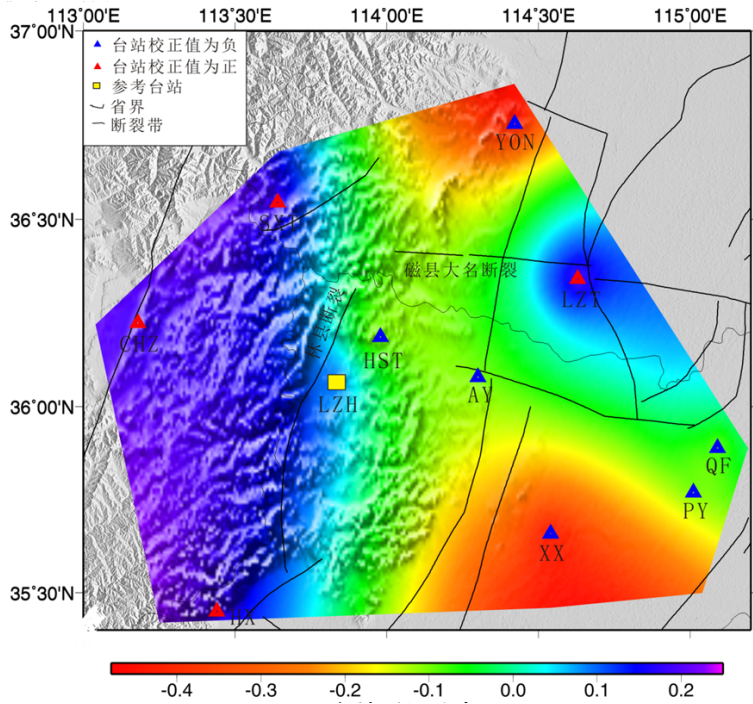 113°00'E 113°30'E 114°00'E 114°30'E 115°00'E
37°00'N
台站校正值为负
台站校正值为正
参考台站
省界
断裂带
YON
36°30'N
SXT
磁县大名断裂
LZT
CHZ
HST
36°00'N
LZH
AY
QF
PY
XX
35°30'N
HX
-0.4 -0.3 -0.2 -0.1 0.0 0.1 0.2